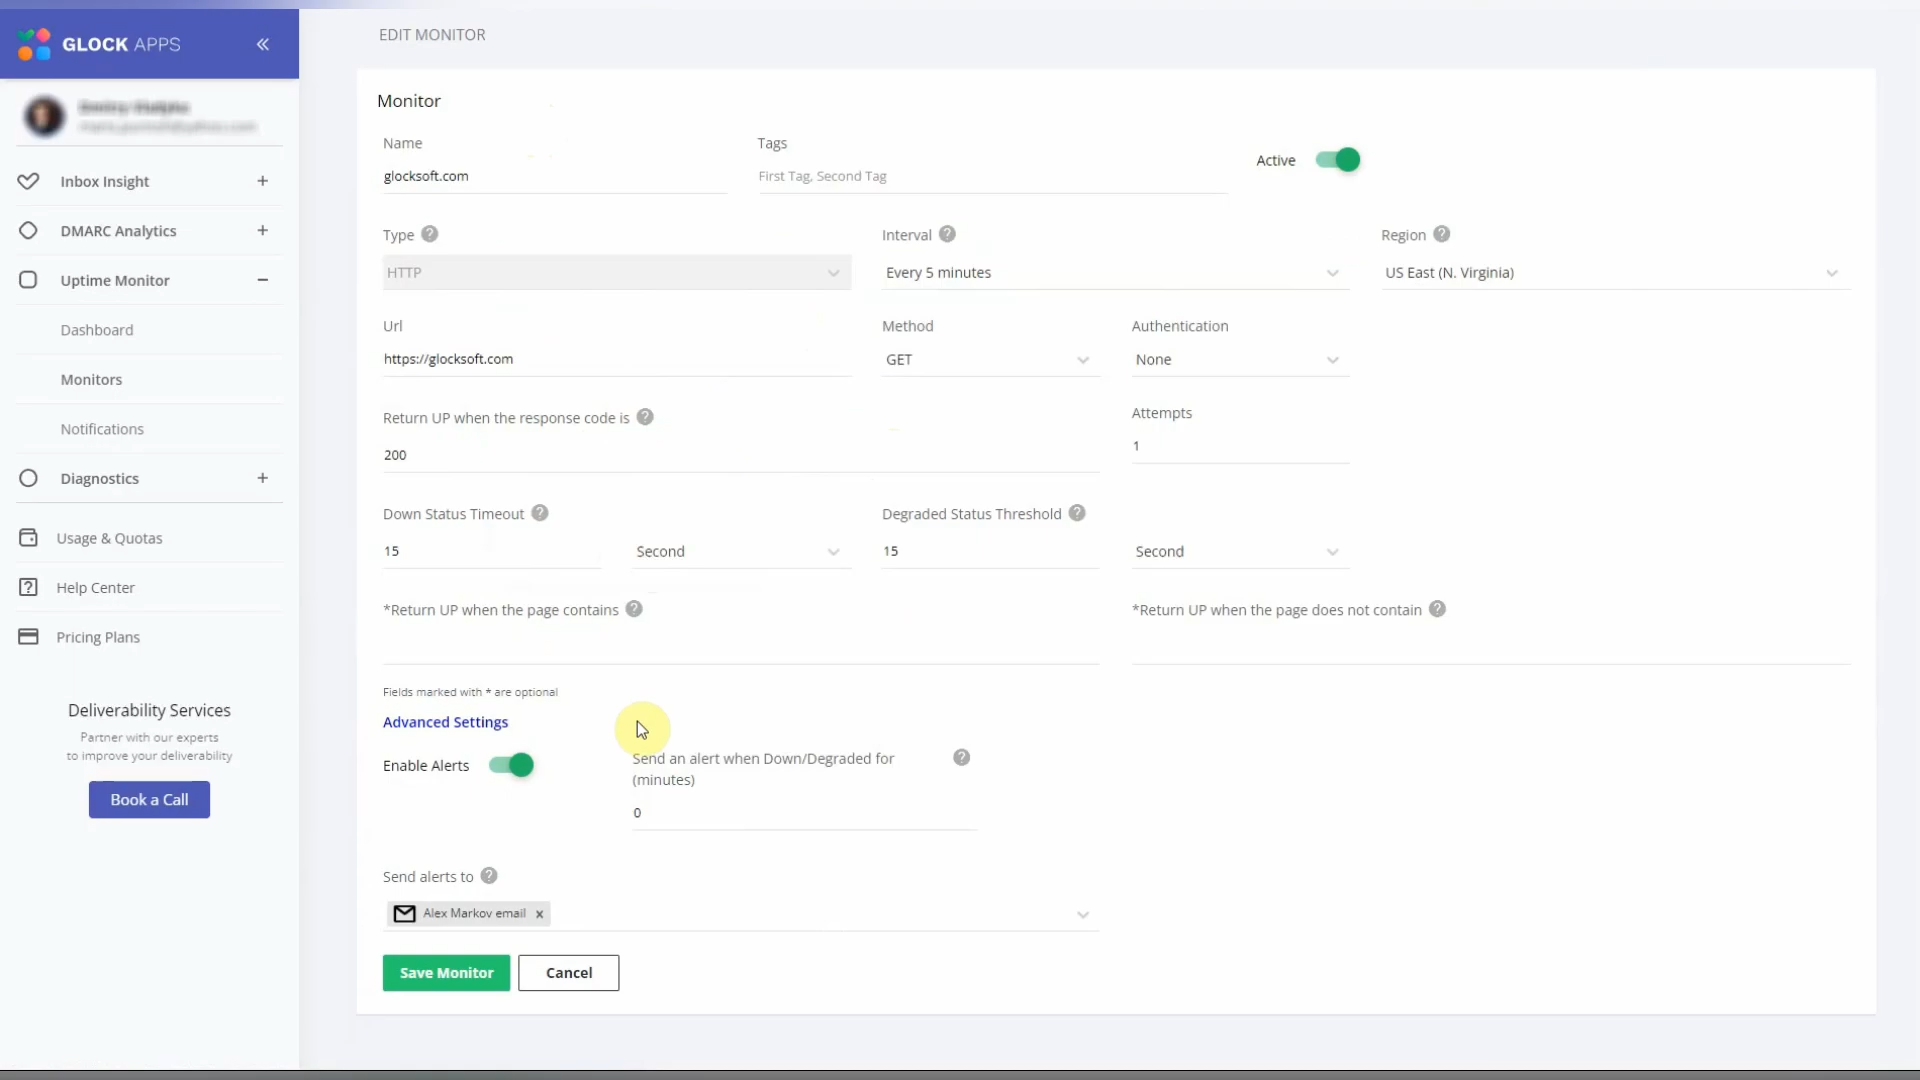 GLOCK APPS
EDIT MONITOR
Inbox Insight
DMARC Analytics
Uptime Monitor
Dashboard
Monitors
Notifications
Diagnostics
Usage & Quotas
Help Center
Pricing Plans
Deliverability Services
Partner with our experts
to improve your deliverability
Book a Call
Monitor
Name
Tags
glocksoft.com
First Tag, Second Tag
Active
Type
Interval
Region
HTTP
Every 5 minutes
US East (N. Virginia)
Url
Method
Authentication
https://glocksoft.com
GET
None
Return UP when the response code is
Attempts
200
1
Down Status Timeout
Degraded Status Threshold
15
Second
15
Second
*Return UP when the page contains
*Return UP when the page does not contain
Fields marked with * are optional
Advanced Settings
Enable Alerts
Send an alert when Down/Degraded for
(minutes)
0
Send alerts to
Alex Markov email x
Save Monitor
Cancel